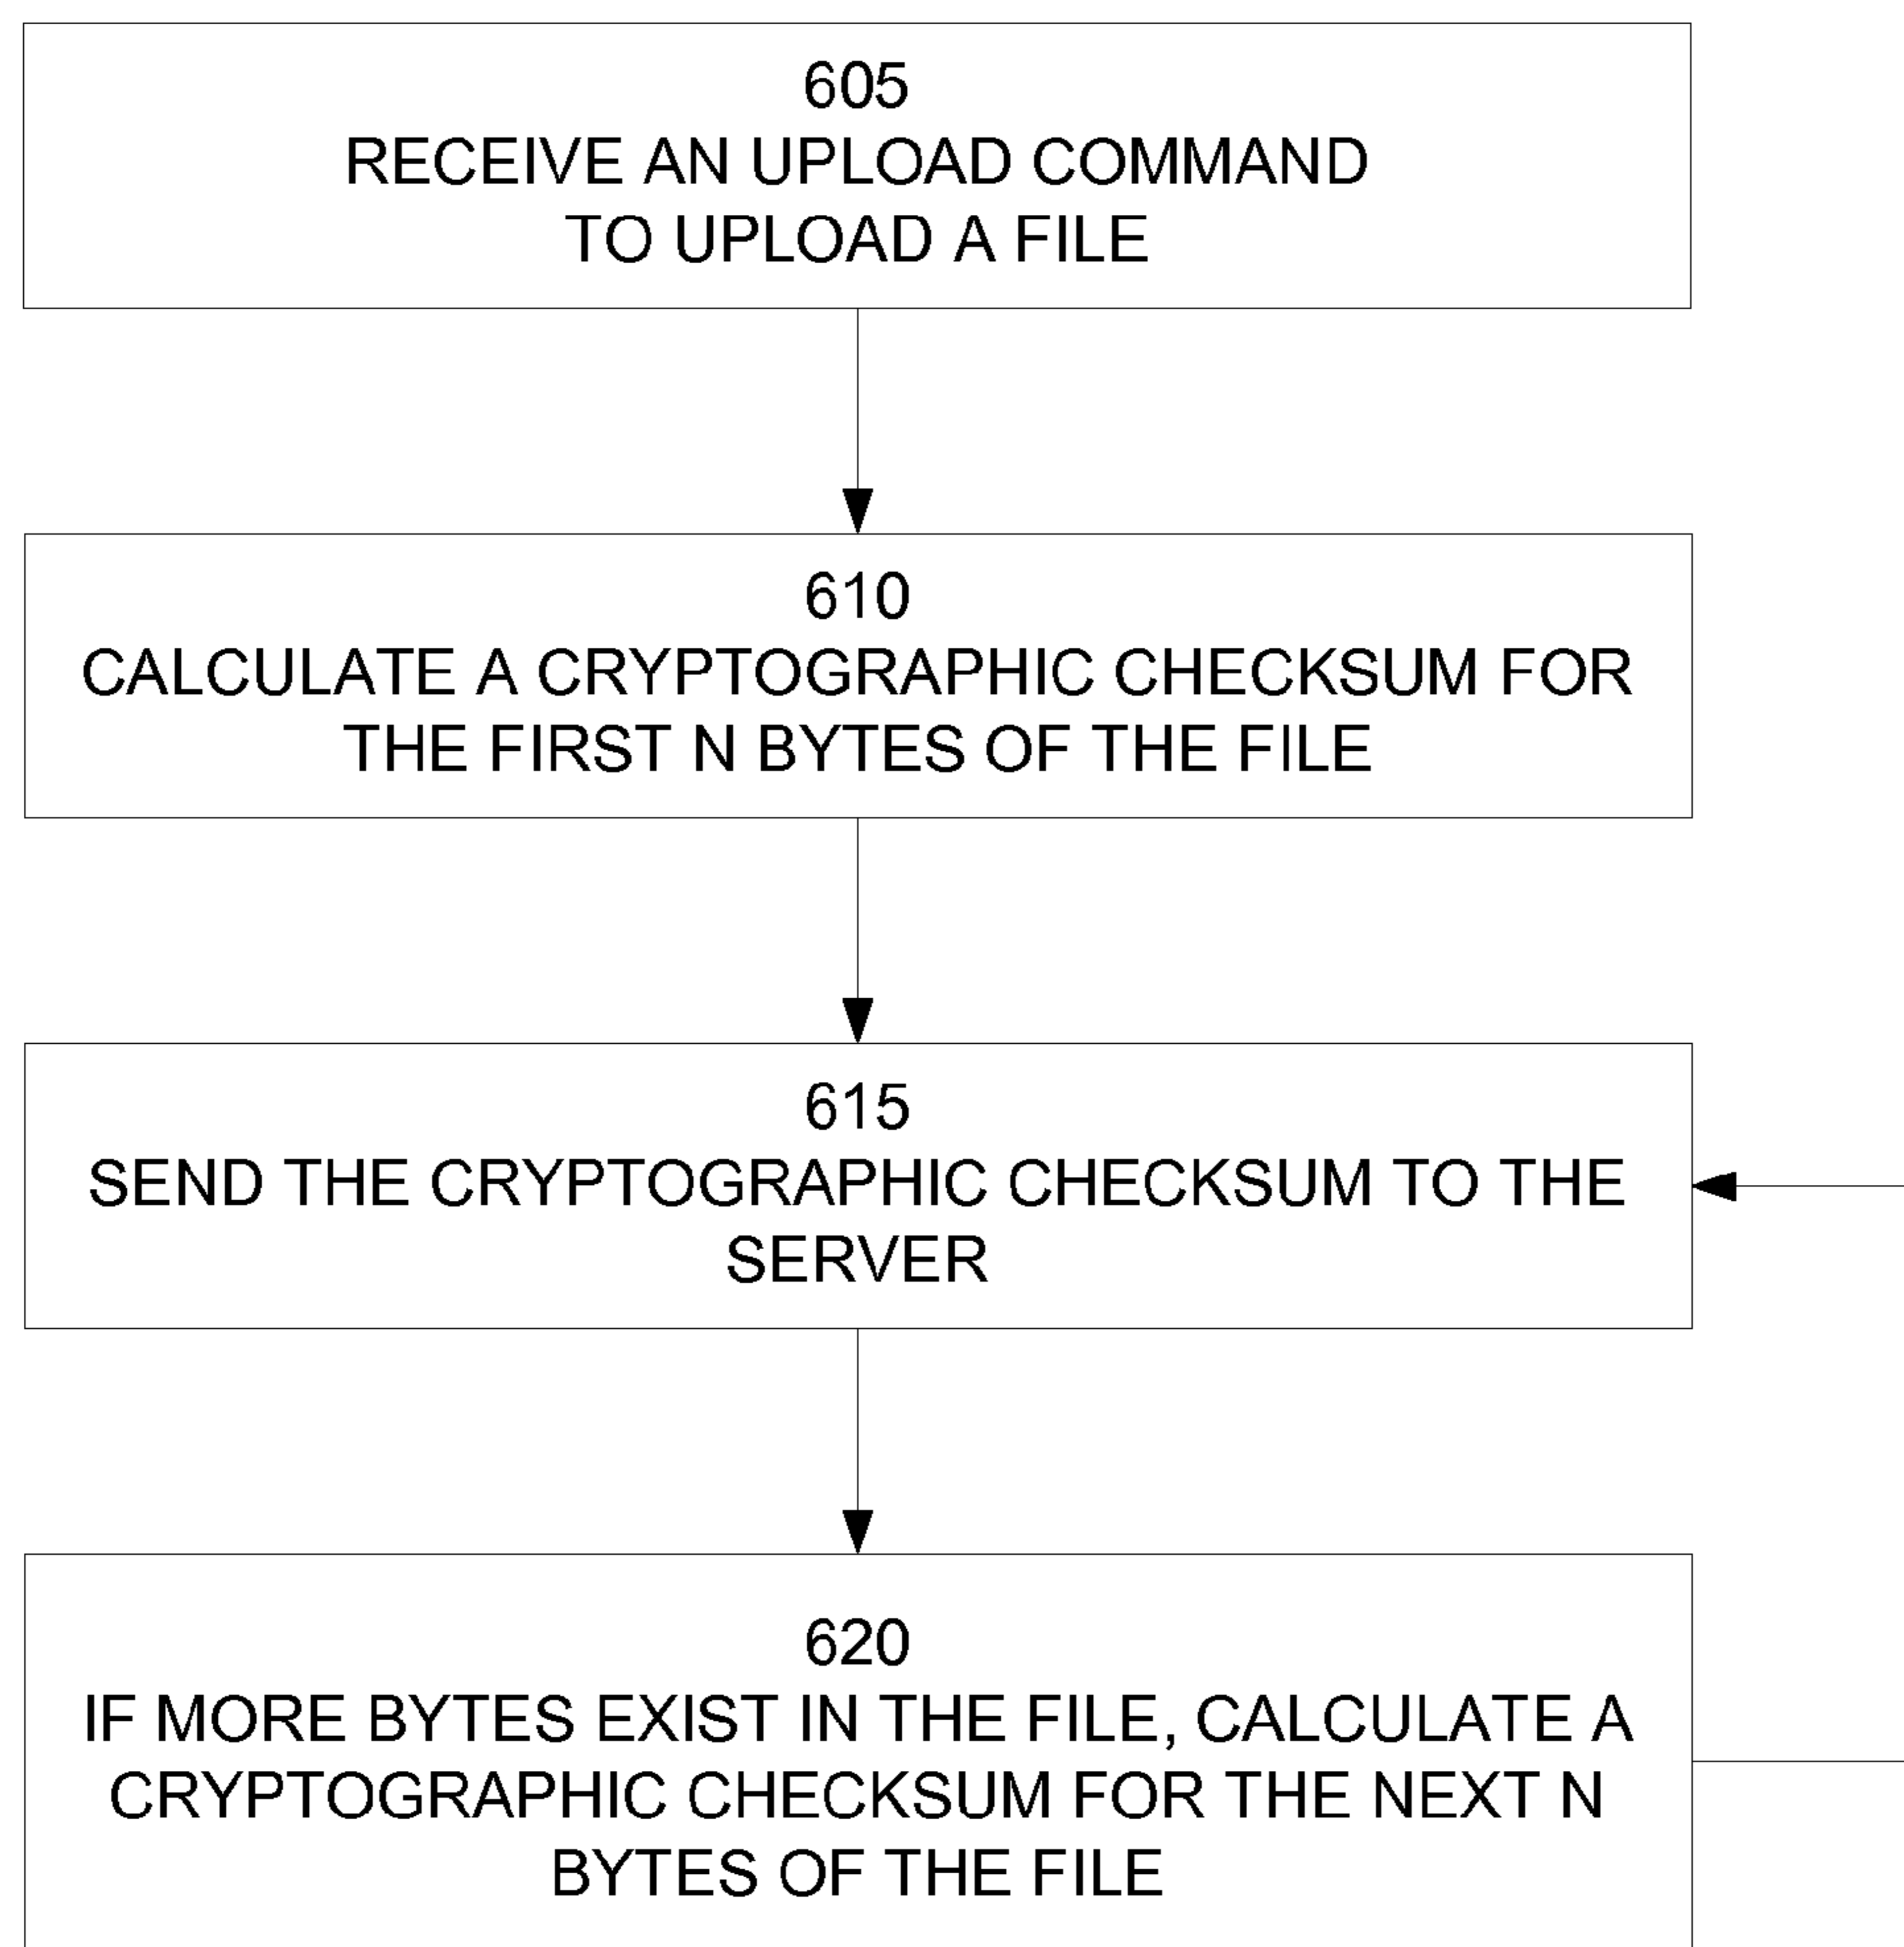 605
RECEIVE AN UPLOAD COMMAND
TO UPLOAD A FILE
610
CALCULATE A CRYPTOGRAPHIC CHECKSUM FOR
THE FIRST N BYTES OF THE FILE
615
SEND THE CRYPTOGRAPHIC CHECKSUM TO THE
SERVER
620
IF MORE BYTES EXIST IN THE FILE, CALCULATE A
CRYPTOGRAPHIC CHECKSUM FOR THE NEXT N
BYTES OF THE FILE